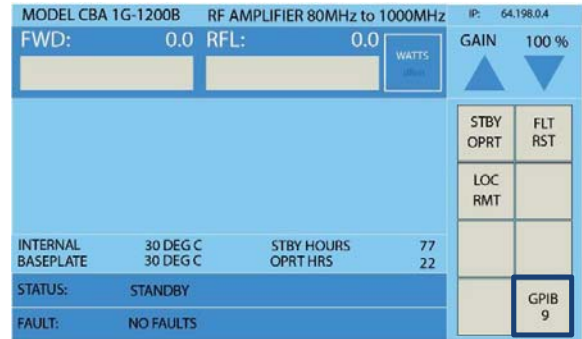 MODEL CBA 1G-1200B RF AMPLIFIER 80MHz to 1000MHz IP: 64.198.0.4
FWD: 0.0 RFL: 0.0
WATTS
GAIN 100 %
STBY
OPRT
FLT
RST
LOC
RMT
INTERNAL 30 DEG C STBY HOURS 77
BASEPLATE 30 DEG C OPRT HRS 22
STATUS: STANDBY
FAULT: NO FAULTS
GPIB
9